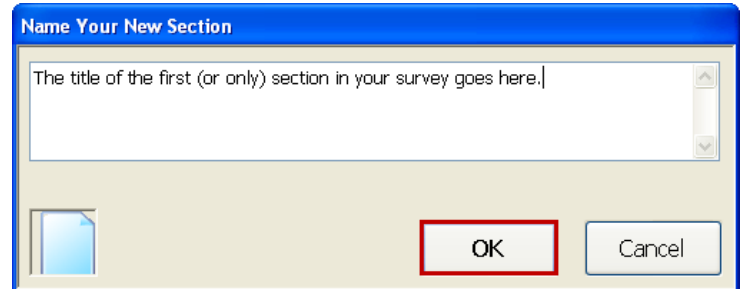 Name Your New Section
The title of the first (or only) section in your survey goes here.
OK
Cancel